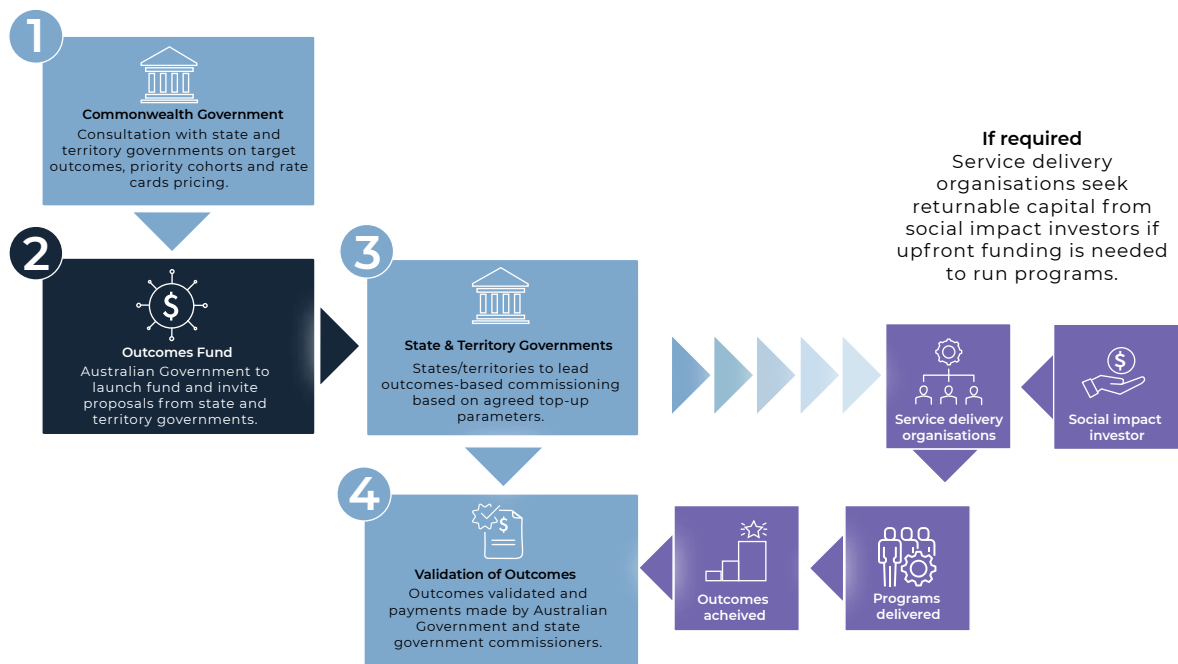 1
Commonwealth Government
Consultation with state and
territory governments on target
outcomes, priority cohorts and rate
cards pricing.
2
$
Outcomes Fund
Australian Government to
launch fund and invite
proposals from state and
territory governments.
3
State & Territory Governments
States/territories to lead
outcomes-based commissioning
based on agreed top-up
parameters.
If required
Service delivery
organisations seek
returnable capital from
social impact investors if
upfront funding is needed
to run programs.
Service delivery
organisations
$
Social impact
investor
4
$
Validation of Outcomes
Outcomes validated and
payments made by Australian
Government and state
government commissioners.
Outcomes
acheived
Programs
delivered